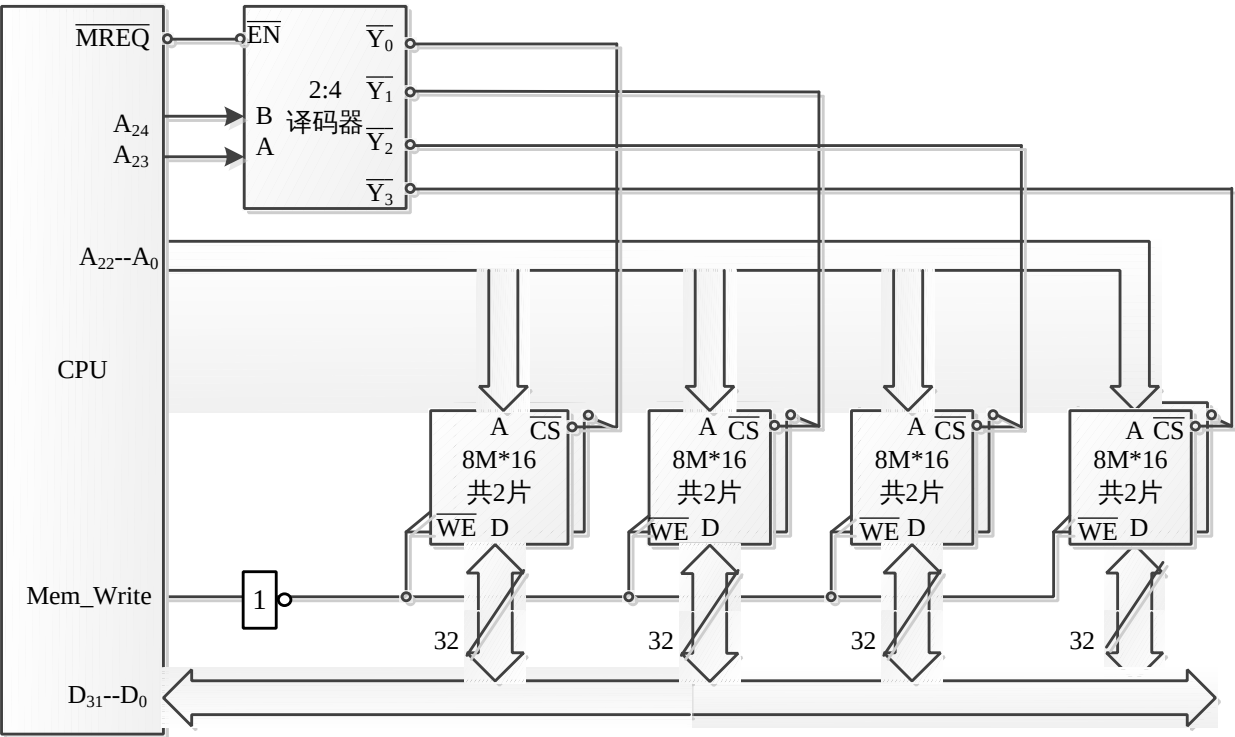 MREQ
EN
Y0
2:4
译码器
Y1
A24
B
Y2
A23
A
Y3
A22--A0
CPU
A CS
8M*16
共2片
WE D
A CS
8M*16
共2片
WE D
A CS
8M*16
共2片
WE D
A CS
8M*16
共2片
WE D
Mem_Write
1
32
32
32
32
D31--D0